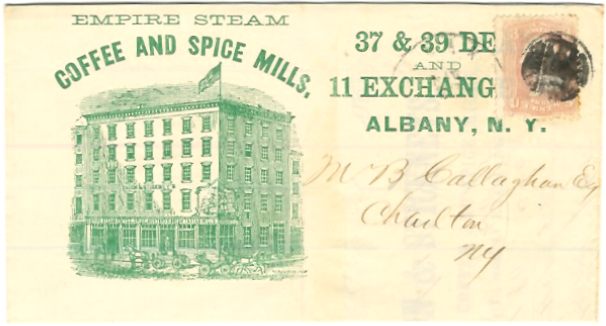 EMPIRE STEAM
COFFEE AND SPICE MILLS,
37 & 39 DE
AND
11 EXCHANG
ALBANY, N. Y.
M B Callaghan Esq
Charlton
NY